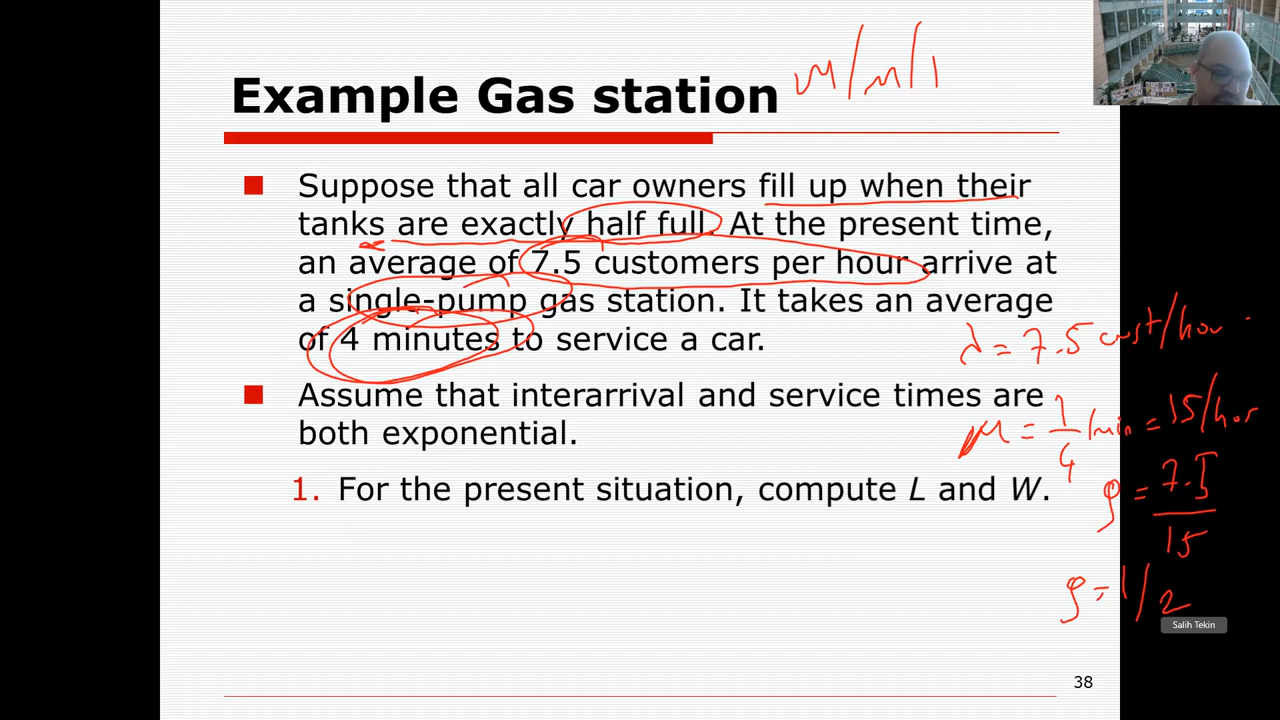 Example Gas station
M/M/1
Suppose that all car owners fill up when their
tanks are exactly half full. At the present time,
an average of 7.5 customers per hour arrive at
a single-pump gas station. It takes an average
of 4 minutes to service a car.
Assume that interarrival and service times are
both exponential.
1. For the present situation, compute L and W.
λ = 7.5 cust/hor
μ = 1/4 /min = 15/hor
ρ = 7.5/15
ρ = 1/2
Salih Tekin
38